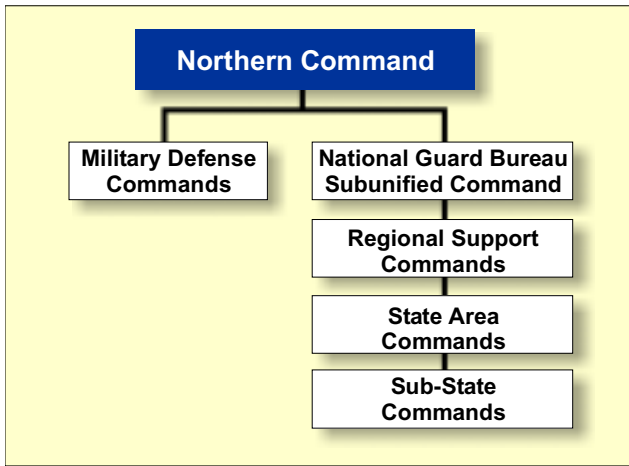 Northern Command
Military Defense
Commands
National Guard Bureau
Subunified Command
Regional Support
Commands
State Area
Commands
Sub-State
Commands